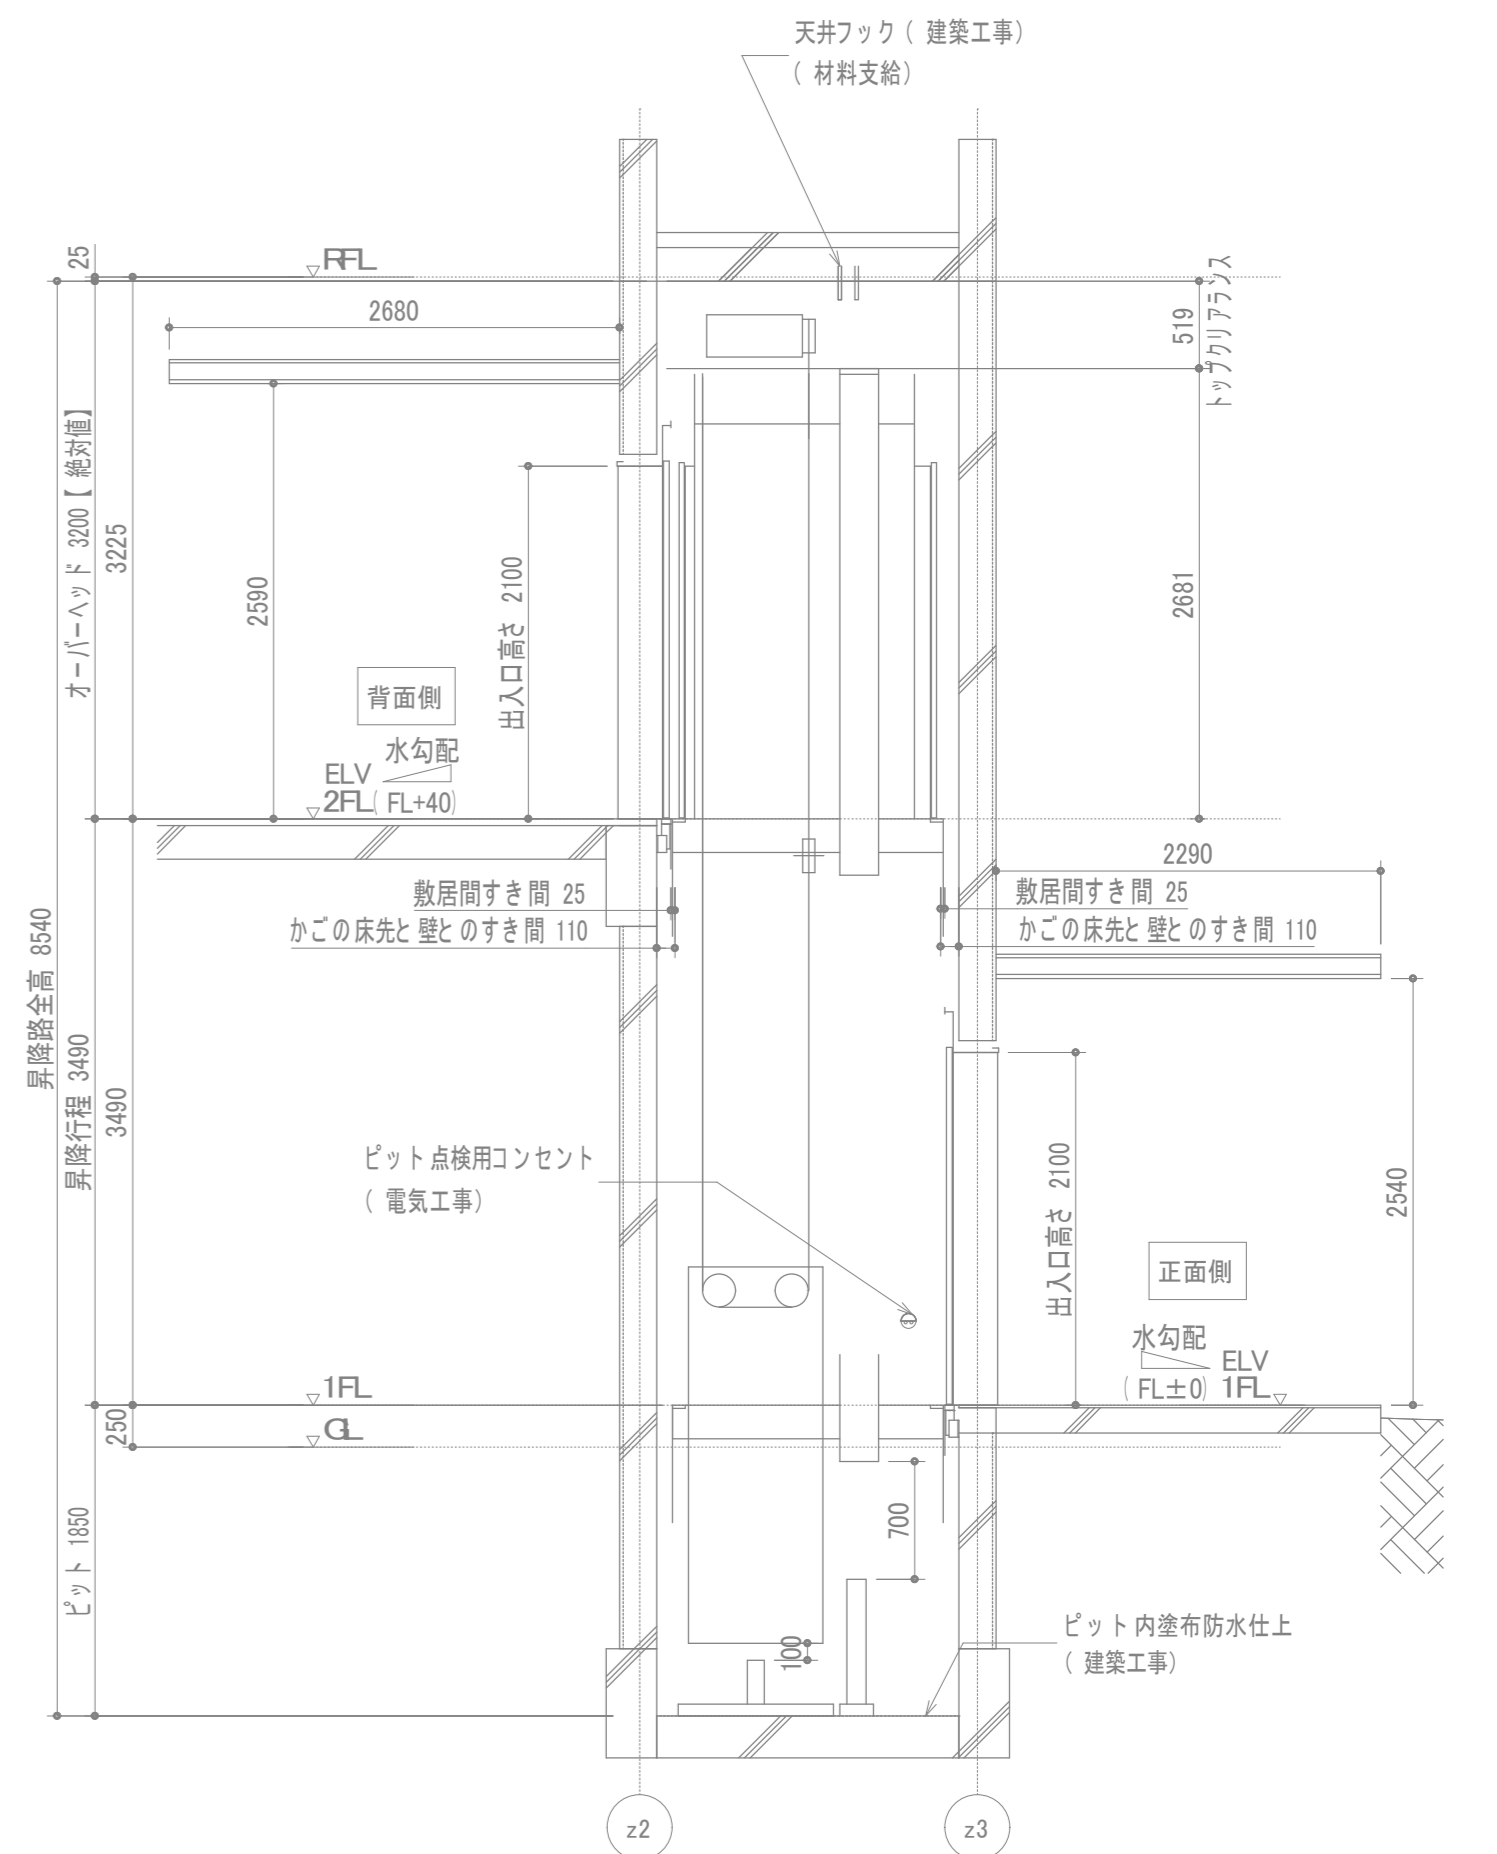 天井フック（ 建築工事）
（ 材料支給）
25
RFL
2680
519
トップクリアランス
オーバーヘッド 3200【 絶対値】
3225
2590
出入口高さ 2100
2681
背面側
水勾配
ELV
2FL( FL+40)
2290
敷居間すき間 25
かごの床先と壁とのすき間 110
敷居間すき間 25
かごの床先と壁とのすき間 110
昇降路全高 8540
昇降行程 3490
3490
ピット点検用コンセント
（ 電気工事）
出入口高さ 2100
2540
正面側
水勾配
ELV
( FL±0) 1FL
1FL
250
GL
ピット 1850
700
100
ピット内塗布防水仕上
（ 建築工事）
z2
z3